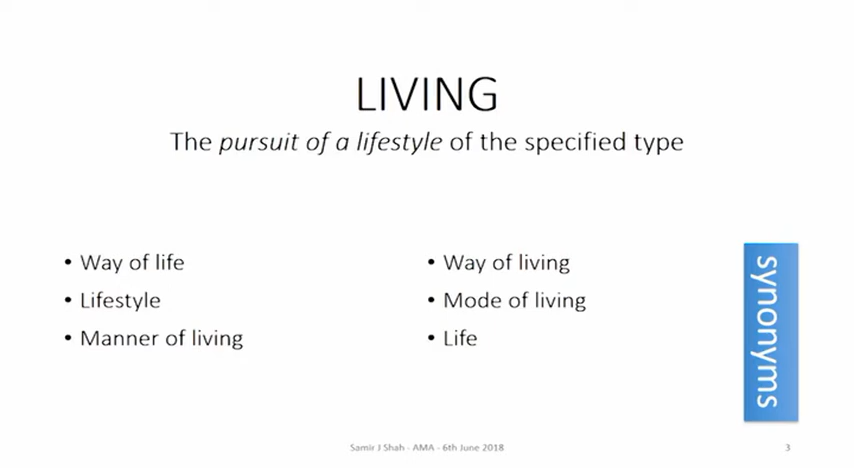 LIVING
The pursuit of a lifestyle of the specified type
• Way of life
• Lifestyle
• Manner of living
• Way of living
• Mode of living
• Life
synonyms
Samir J Shah - AMA - 6th June 2018
3